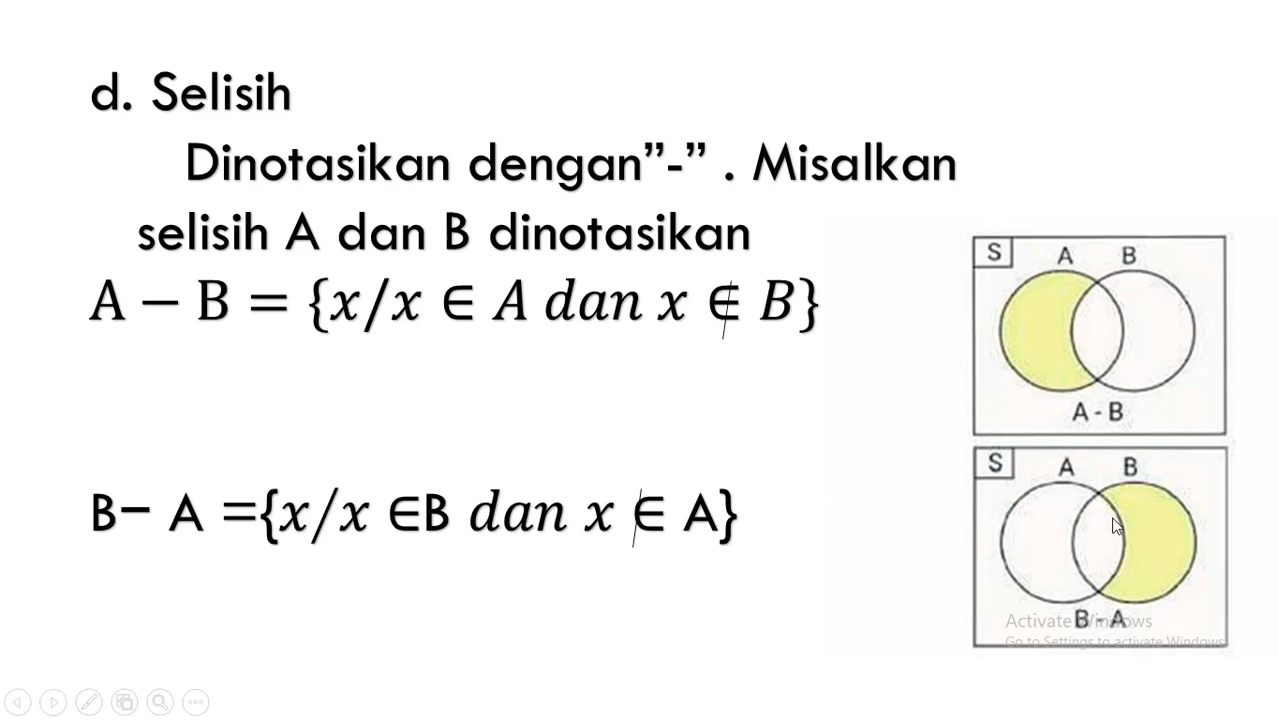 d. Selisih
Dinotasikan dengan”-” . Misalkan
selisih A dan B dinotasikan
A − B = {x/x ∈ A dan x ∉ B}
B− A ={x/x ∈B dan x ∉ A}
S A B
A - B
S A B
B - A
Activate Windows
Go to Settings to activate Windows.